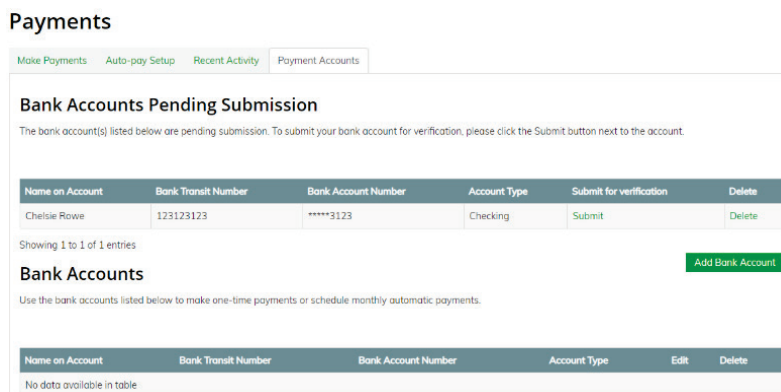 Payments
Make Payments Auto-pay Setup Recent Activity Payment Accounts
Bank Accounts Pending Submission
The bank account(s) listed below are pending submission. To submit your bank account for verification, please click the Submit button next to the account.
Name on Account Bank Transit Number Bank Account Number Account Type Submit for verification Delete
Chelsie Rowe 123123123 *****3123 Checking Submit Delete
Showing 1 to 1 of 1 entries
Add Bank Account
Bank Accounts
Use the bank accounts listed below to make one-time payments or schedule monthly automatic payments.
Name on Account Bank Transit Number Bank Account Number Account Type Edit Delete
No data available in table